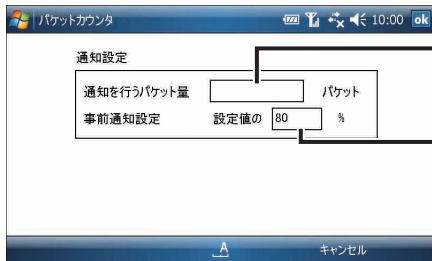 パケットカウンタ 10:00 ok
通知設定
通知を行うパケット量 パケット
事前通知設定 設定値の 80 %
A キャンセル